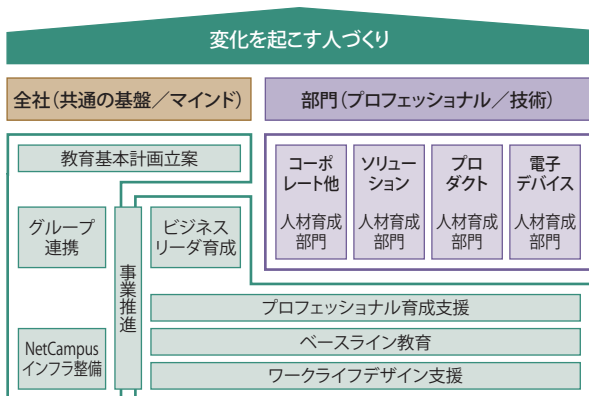 変化を起こす人づくり
全社(共通の基盤/マインド)
部門(プロフェッショナル/技術)
教育基本計画立案
コーポ
レート他
人材育成
部門
ソリュー
ション
人材育成
部門
プロ
ダクト
人材育成
部門
電子
デバイス
人材育成
部門
グループ
連携
事業推進
ビジネス
リーダ育成
プロフェッショナル育成支援
NetCampus
インフラ整備
ベースライン教育
ワークライフデザイン支援